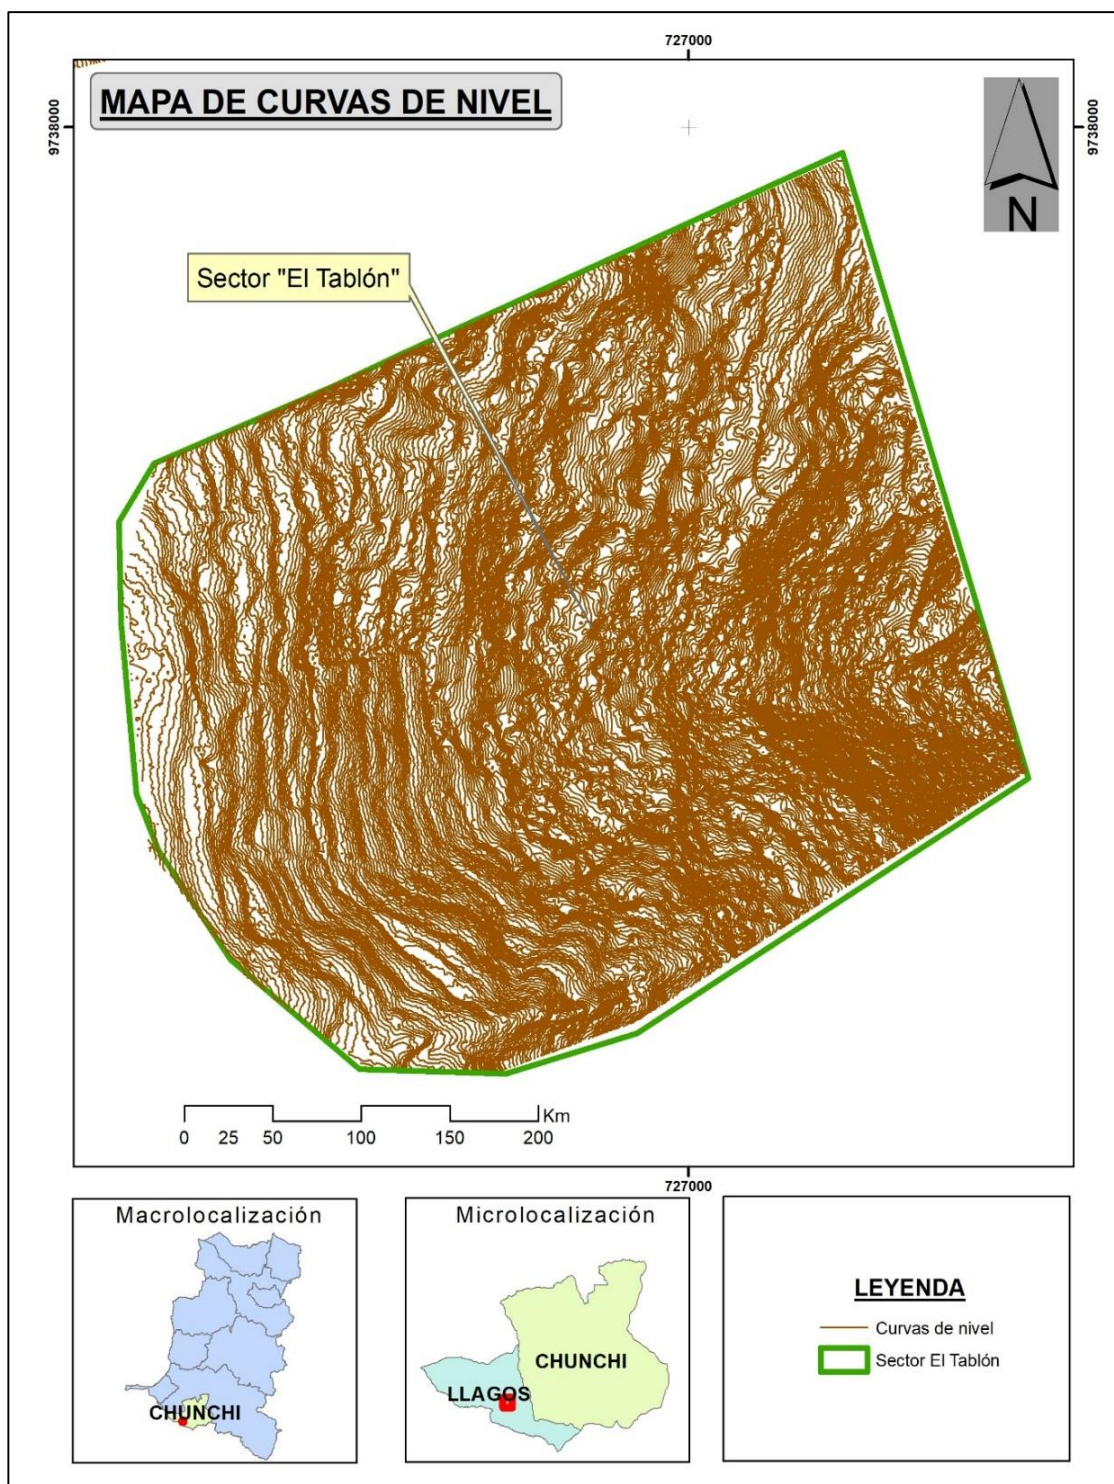 727000
MAPA DE CURVAS DE NIVEL
9738000
9738000
N
Sector "El Tablón"
Km
0 25 50 100 150 200
727000
Macrolocalización
CHUNCHI
Microlocalización
CHUNCHI
LLAGOS
LEYENDA
Curvas de nivel
Sector El Tablón